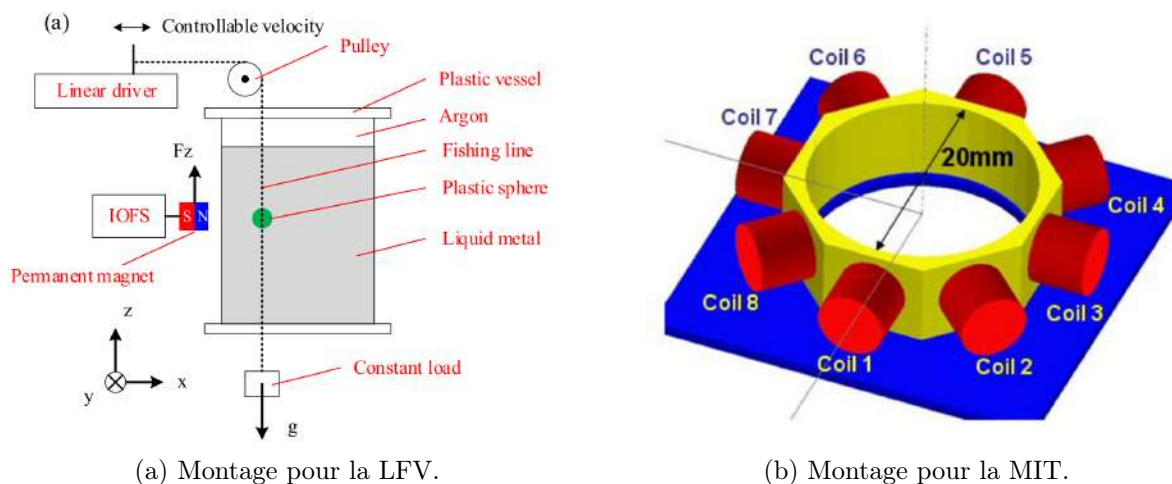 (a)
Controllable velocity
Pulley
Linear driver
Plastic vessel
Argon
Fz
Fishing line
Plastic sphere
IOFS
S N
Liquid metal
Permanent magnet
z
x
y
Constant load
g
Coil 6
Coil 5
Coil 7
20mm
Coil 4
Coil 8
Coil 3
Coil 1
Coil 2
(a) Montage pour la LFV.
(b) Montage pour la MIT.